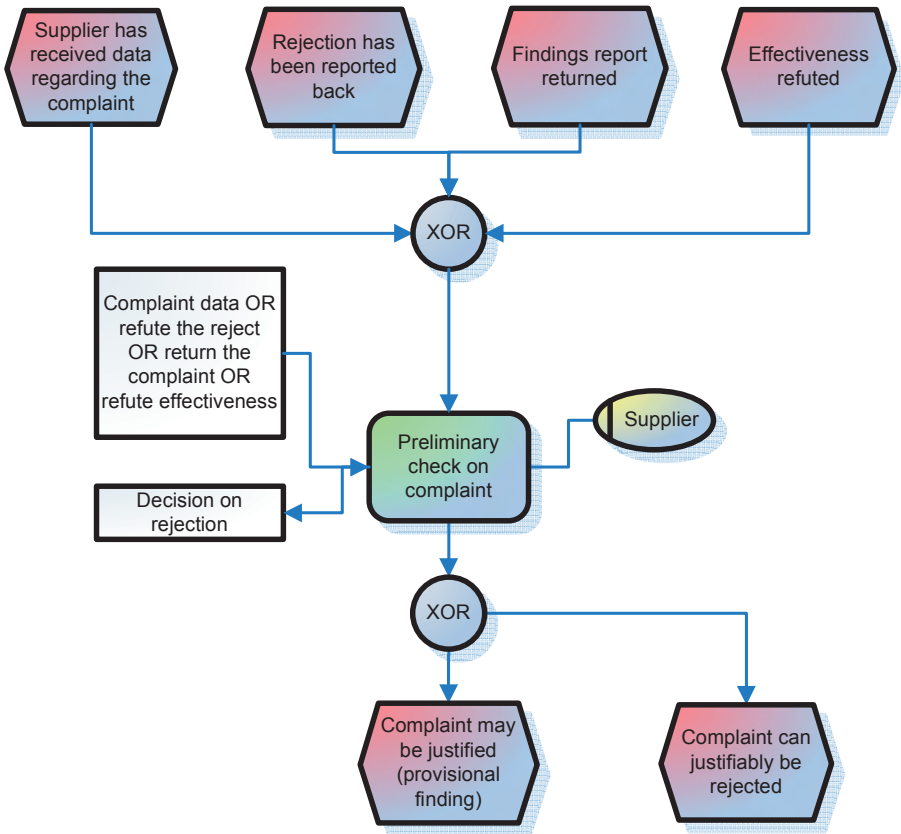 Supplier has
received data
regarding the
complaint
Rejection has
been reported
back
Findings report
returned
Effectiveness
refuted
XOR
Complaint data OR
refute the reject
OR return the
complaint OR
refute effectiveness
Preliminary
check on
complaint
Supplier
Decision on
rejection
XOR
Complaint may
be justified
(provisional
finding)
Complaint can
justifiably be
rejected